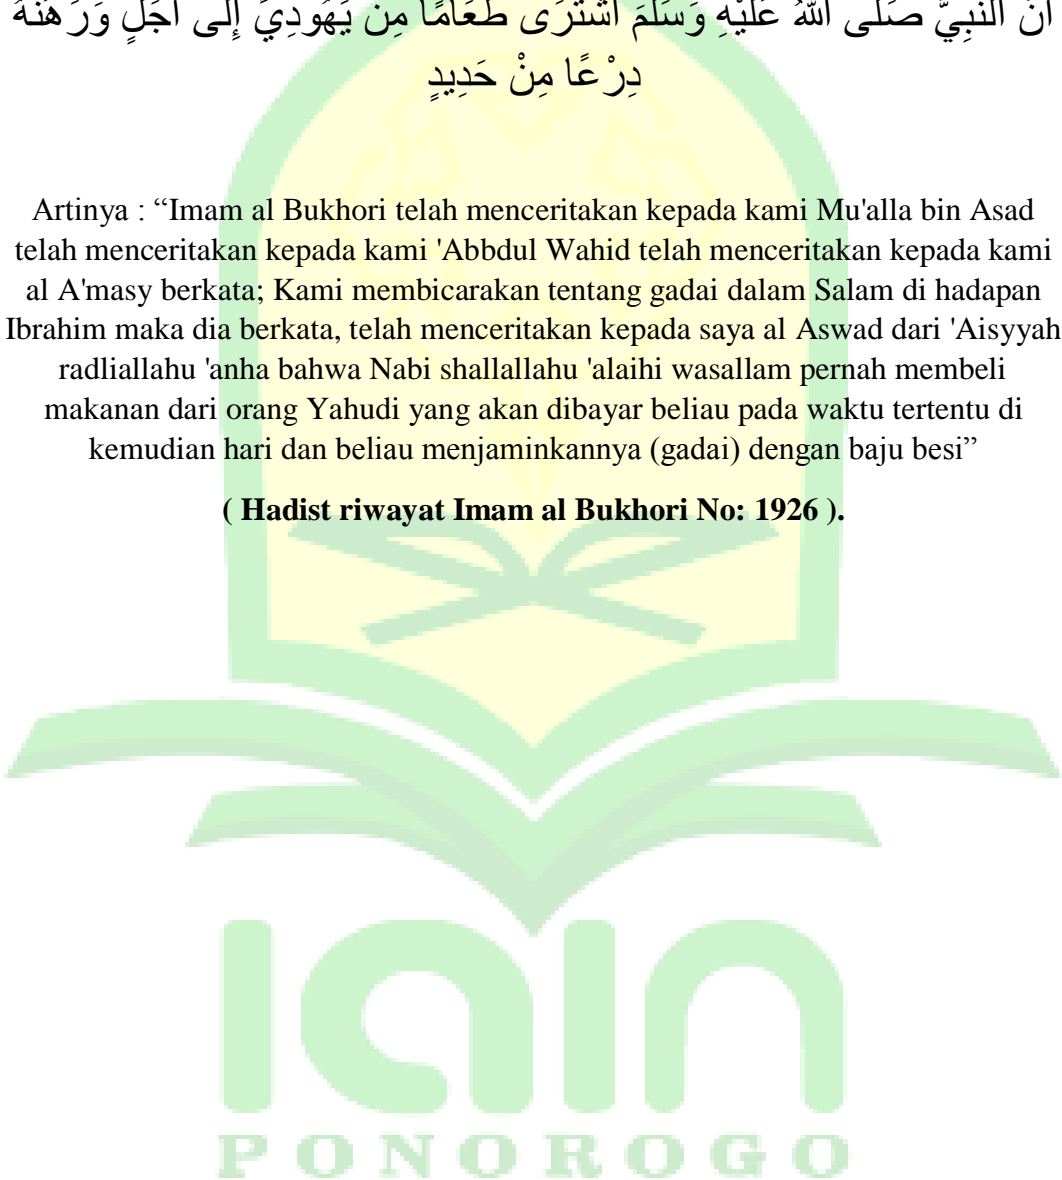 أَنَّ النَّبِيَّ صَلَّى اللَّهُ عَلَيْهِ وَسَلَّمَ اشْتَرَى طَعَامًا مِنْ يَهُودِيٍّ إِلَى أَجَلٍ وَرَهَنَهُ
دِرْعًا مِنْ حَدِيدٍ
Artinya : “Imam al Bukhori telah menceritakan kepada kami Mu'alla bin Asad
telah menceritakan kepada kami 'Abbdul Wahid telah menceritakan kepada kami
al A'masy berkata; Kami membicarakan tentang gadai dalam Salam di hadapan
Ibrahim maka dia berkata, telah menceritakan kepada saya al Aswad dari 'Aisyyah
radliallahu 'anha bahwa Nabi shallallahu 'alaihi wasallam pernah membeli
makanan dari orang Yahudi yang akan dibayar beliau pada waktu tertentu di
kemudian hari dan beliau menjaminkannya (gadai) dengan baju besi”
( Hadist riwayat Imam al Bukhori No: 1926 ).
iain
PONOROGO